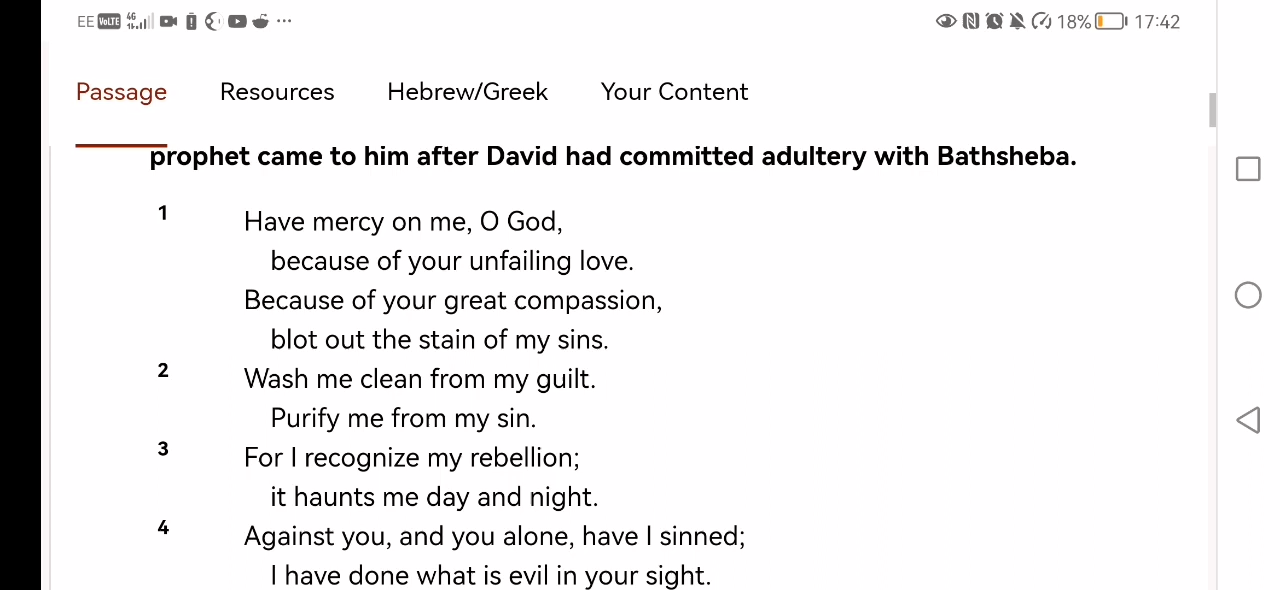 EE VoLTE 4G 18% 17:42
Passage Resources Hebrew/Greek Your Content
prophet came to him after David had committed adultery with Bathsheba.
1 Have mercy on me, O God,
because of your unfailing love.
Because of your great compassion,
blot out the stain of my sins.
2 Wash me clean from my guilt.
Purify me from my sin.
3 For I recognize my rebellion;
it haunts me day and night.
4 Against you, and you alone, have I sinned;
I have done what is evil in your sight.